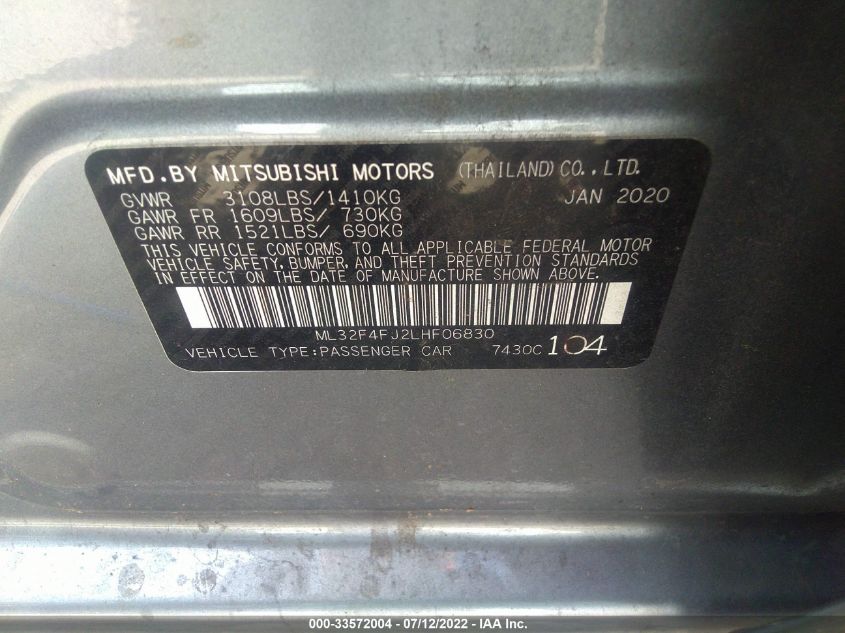 MFD.BY MITSUBISHI MOTORS (THAILAND) CO.,LTD.
GVWR 3108LBS/1410KG JAN 2020
GAWR FR 1609LBS/ 730KG
GAWR RR 1521LBS/ 690KG
THIS VEHICLE CONFORMS TO ALL APPLICABLE FEDERAL MOTOR
VEHICLE SAFETY, BUMPER, AND THEFT PREVENTION STANDARDS
IN EFFECT ON THE DATE OF MANUFACTURE SHOWN ABOVE.
ML32F4FJ2LHF06830
VEHICLE TYPE:PASSENGER CAR 7430C 104
000-33572004 - 07/12/2022 - IAA Inc.